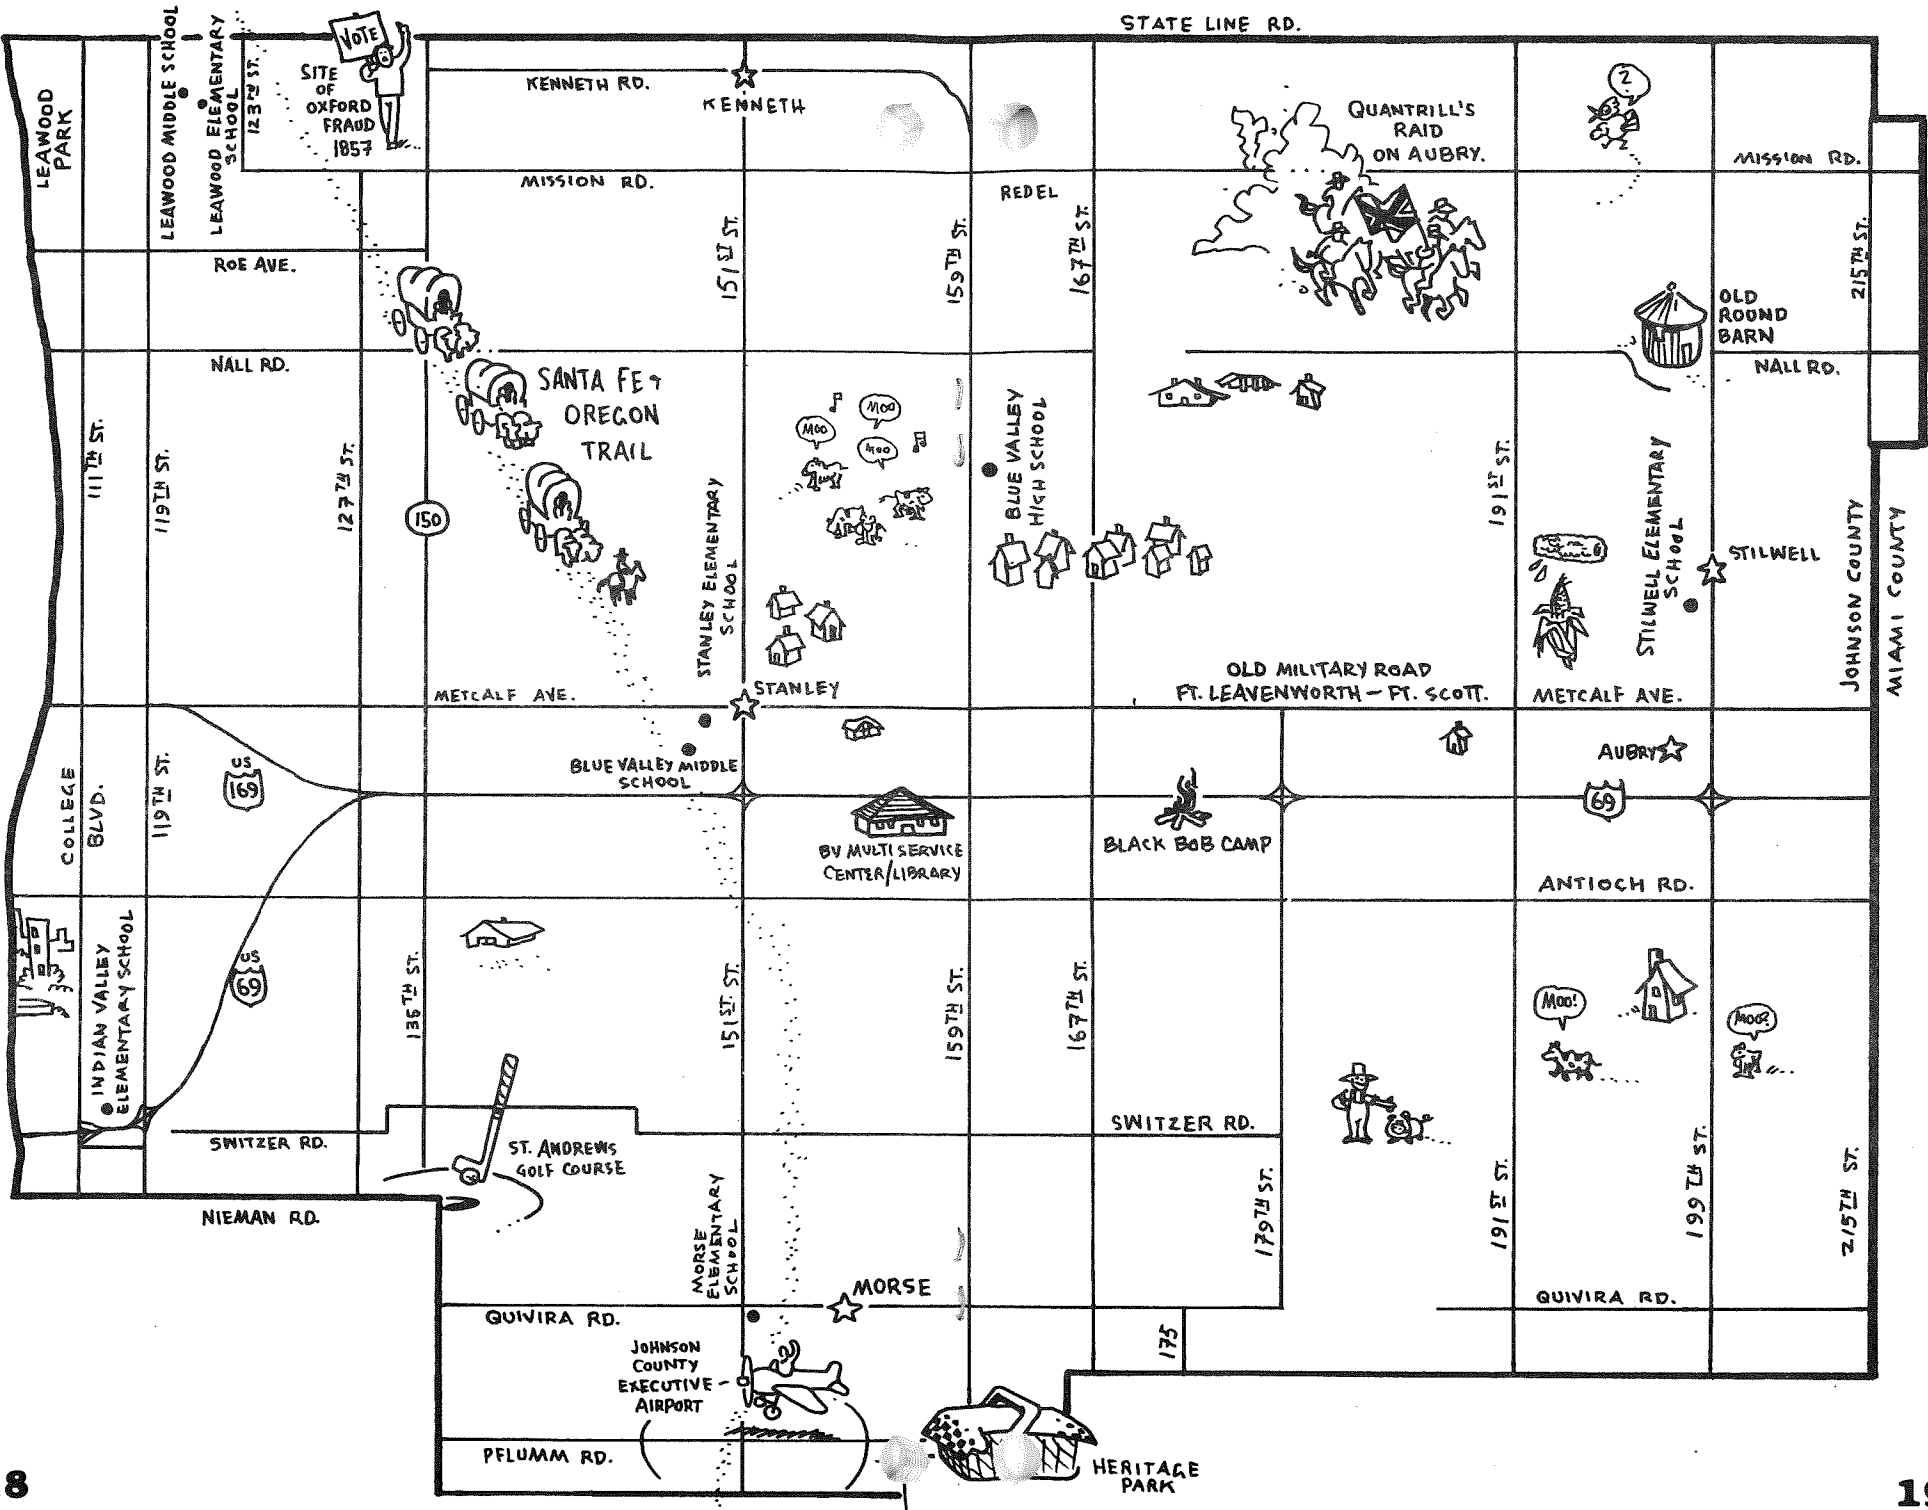 STATE LINE RD.
LEAWOOD
PARK
LEAWOOD MIDDLE SCHOOL
LEAWOOD ELEMENTARY
SCHOOL
123RD ST.
VOTE
SITE
OF
OXFORD
FRAUD
1857
KENNETH RD.
KENNETH
QUANTRILL'S
RAID
ON AUBRY.
2
MISSION RD.
MISSION RD.
REDEL
ROE AVE.
151ST ST.
159TH ST.
167TH ST.
215TH ST.
OLD
ROUND
BARN
NALL RD.
NALL RD.
SANTA FE &
OREGON
TRAIL
MOO
MOO
MOO
111TH ST.
119TH ST.
127TH ST.
150
STANLEY ELEMENTARY
SCHOOL
BLUE VALLEY
HIGH SCHOOL
191ST ST.
STILWELL ELEMENTARY
SCHOOL
STILWELL
JOHNSON COUNTY
MIAMI COUNTY
METCALF AVE.
STANLEY
OLD MILITARY ROAD
FT. LEAVENWORTH — FT. SCOTT.
METCALF AVE.
COLLEGE
BLVD.
119TH ST.
US
169
BLUE VALLEY MIDDLE
SCHOOL
AUBRY
69
BV MULTI SERVICE
CENTER/LIBRARY
BLACK BOB CAMP
ANTIOCH RD.
INDIAN VALLEY
ELEMENTARY SCHOOL
US
69
135TH ST.
151ST ST.
159TH ST.
167TH ST.
MOO!
MOO?
SWITZER RD.
ST. ANDREWS
GOLF COURSE
SWITZER RD.
NIEMAN RD.
MORSE
ELEMENTARY
SCHOOL
179TH ST.
191ST ST.
199TH ST.
215TH ST.
MORSE
QUIVIRA RD.
QUIVIRA RD.
175
JOHNSON
COUNTY
EXECUTIVE
AIRPORT
PFLUMM RD.
HERITAGE
PARK
8